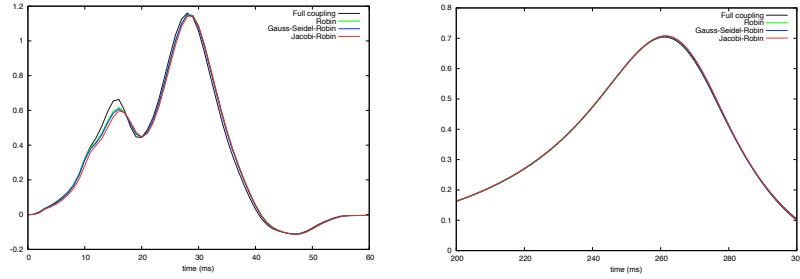 1.2
1
0.8
0.6
0.4
0.2
0
-0.2
0 10 20 30 40 50 60
time (ms)
Full coupling
Robin
Gauss-Seidel-Robin
Jacobi-Robin
0.8
0.7
0.6
0.5
0.4
0.3
0.2
0.1
0
200 220 240 260 280 30
time (ms)
Full coupling
Robin
Gauss-Seidel-Robin
Jacobi-Robin